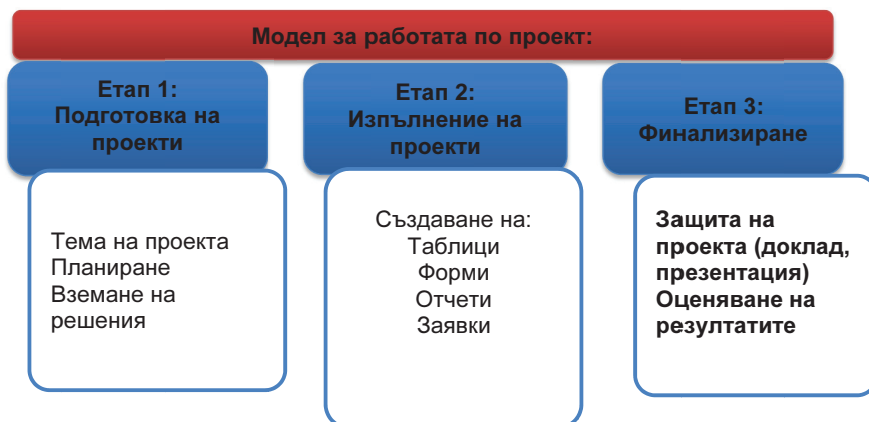 Модел за работата по проект:
Етап 1:
Подготовка на
проекти
Тема на проекта
Планиране
Вземане на
решения
Етап 2:
Изпълнение на
проекти
Създаване на:
Таблици
Форми
Отчети
Заявки
Етап 3:
Финализиране
Защита на
проекта (доклад,
презентация)
Оценяване на
резултатите